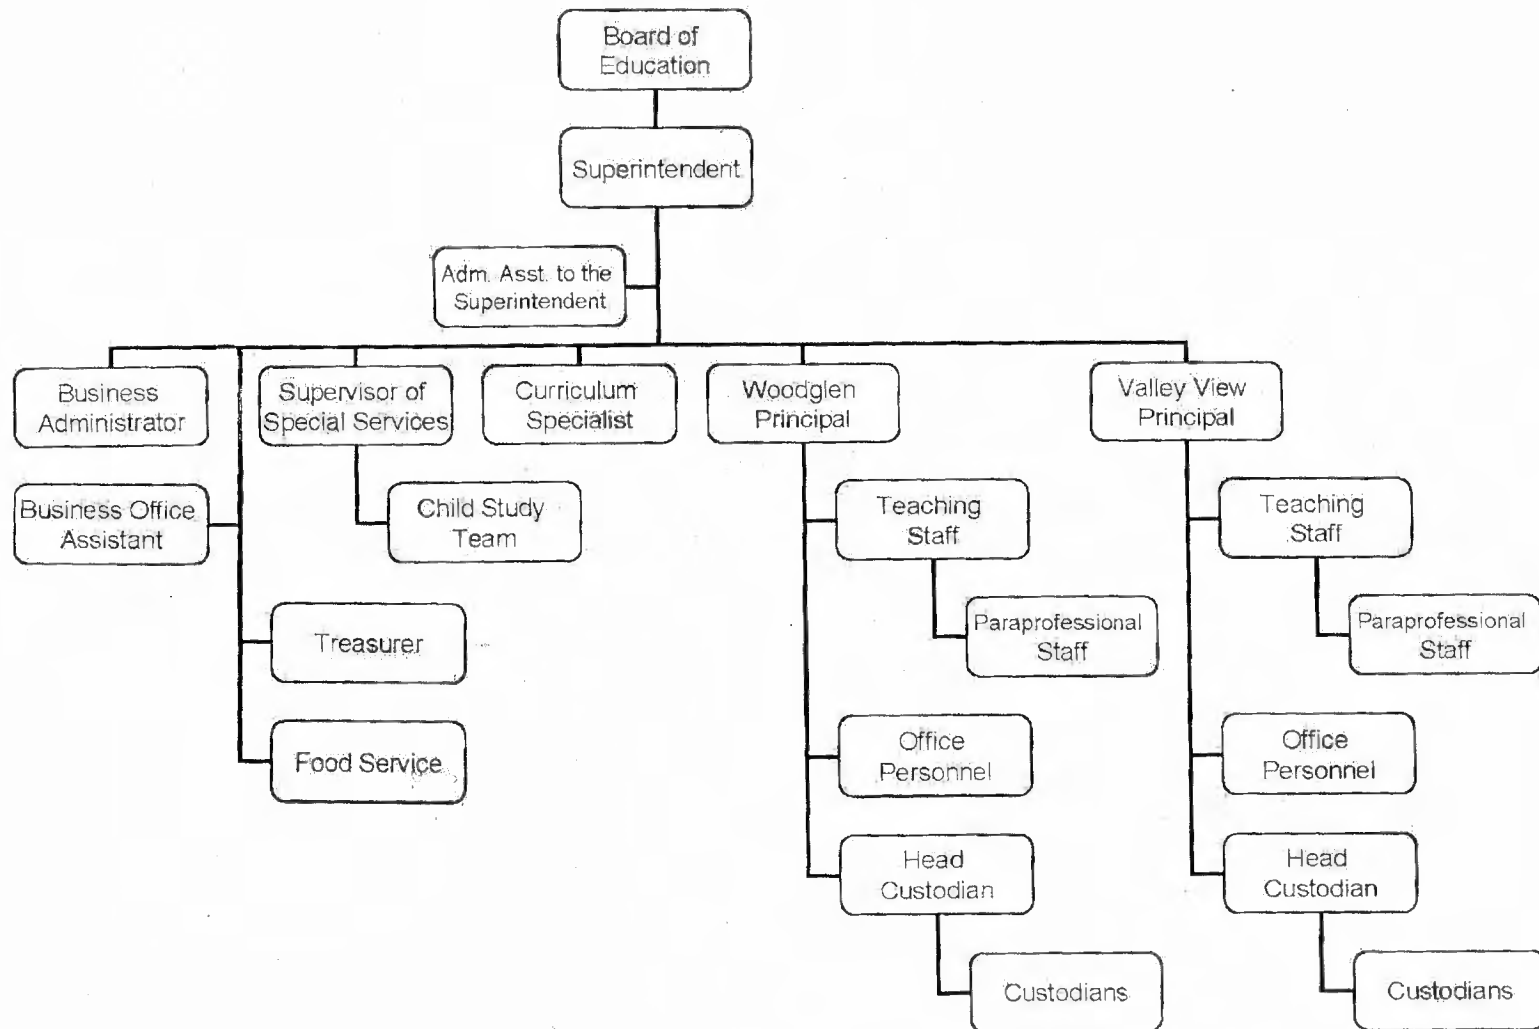 Board of
Education
Superintendent
Adm. Asst. to the
Superintendent
Business
Administrator
Supervisor of
Special Services
Curriculum
Specialist
Woodglen
Principal
Valley View
Principal
Business Office
Assistant
Child Study
Team
Teaching
Staff
Teaching
Staff
Treasurer
Paraprofessional
Staff
Paraprofessional
Staff
Food Service
Office
Personnel
Office
Personnel
Head
Custodian
Head
Custodian
Custodians
Custodians